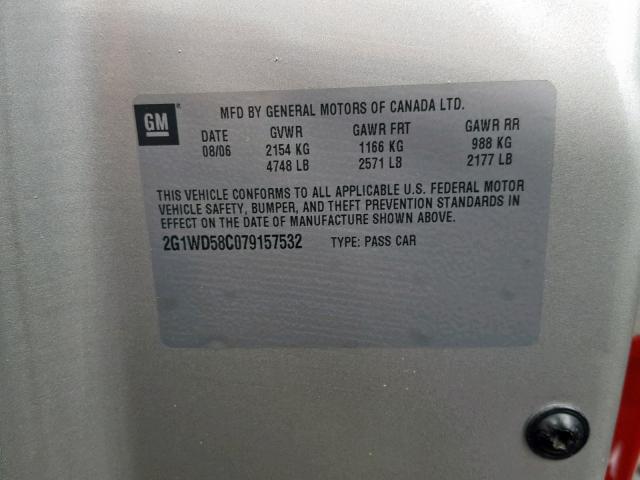 GM
MFD BY GENERAL MOTORS OF CANADA LTD.
DATE GVWR GAWR FRT GAWR RR
08/06 2154 KG 1166 KG 988 KG
4748 LB 2571 LB 2177 LB
THIS VEHICLE CONFORMS TO ALL APPLICABLE U.S. FEDERAL MOTOR
VEHICLE SAFETY, BUMPER, AND THEFT PREVENTION STANDARDS IN
EFFECT ON THE DATE OF MANUFACTURE SHOWN ABOVE.
2G1WD58C079157532 TYPE: PASS CAR